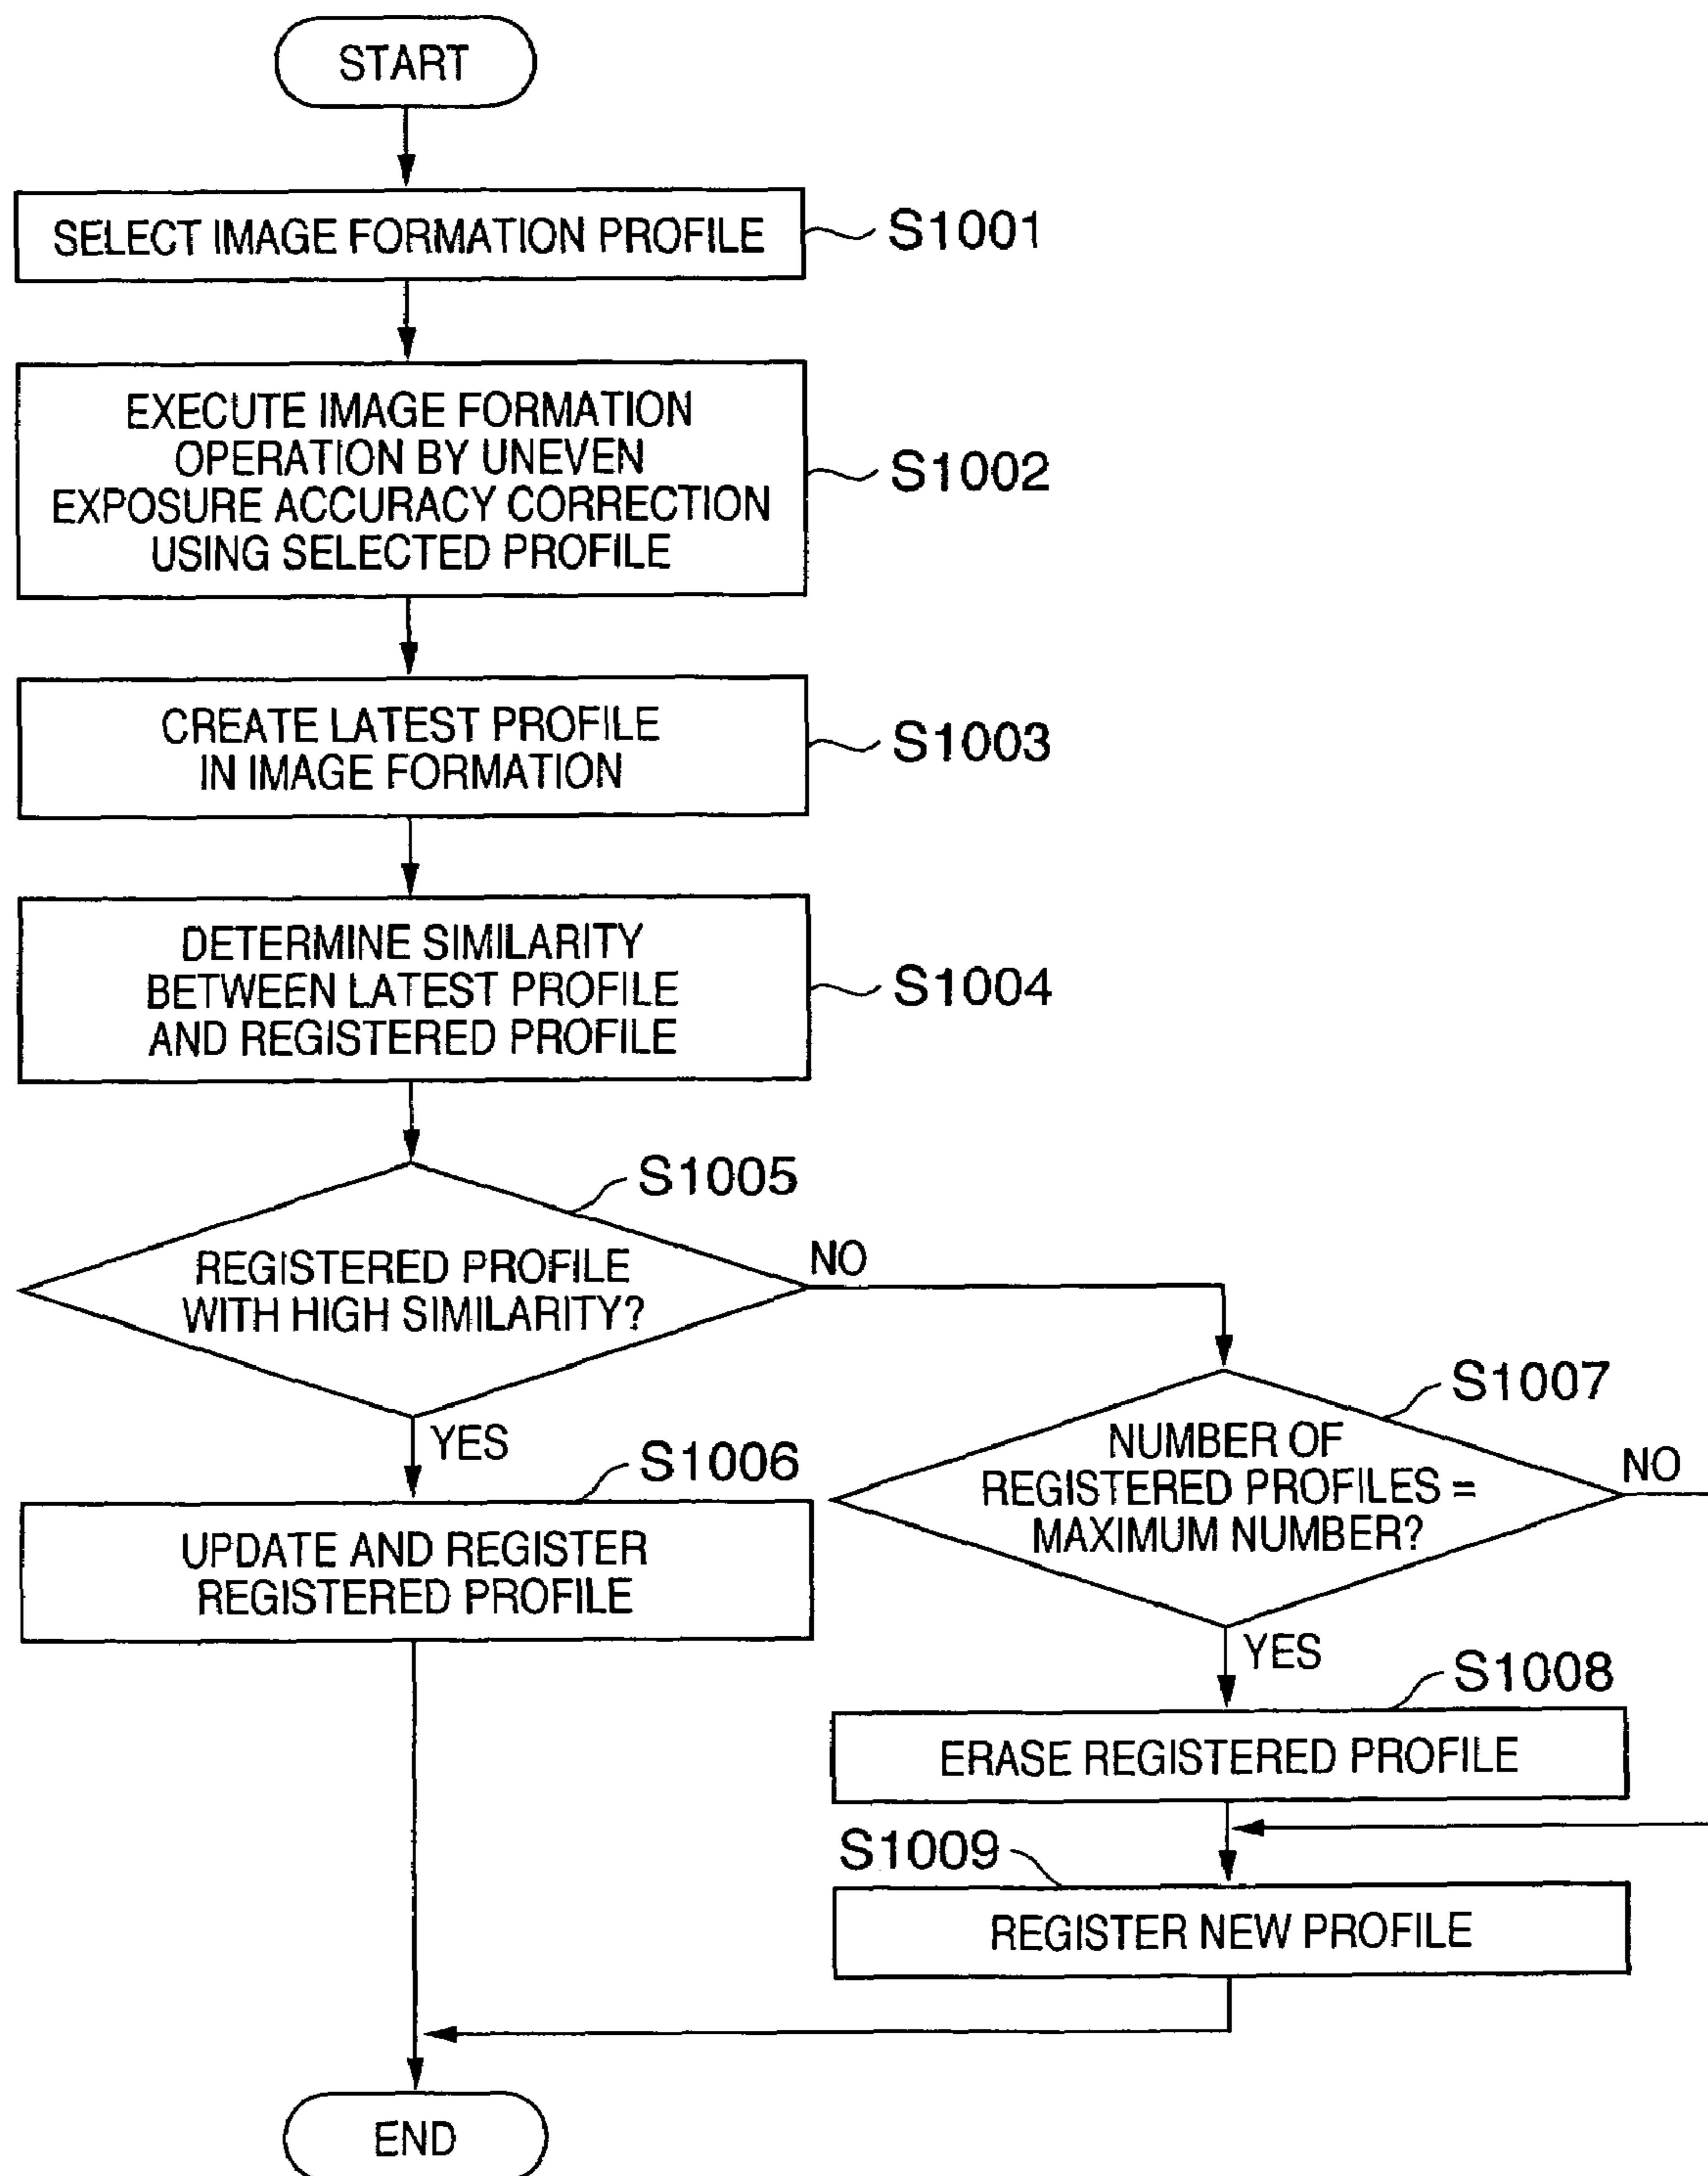 START
SELECT IMAGE FORMATION PROFILE
S1001
EXECUTE IMAGE FORMATION
OPERATION BY UNEVEN
EXPOSURE ACCURACY CORRECTION
USING SELECTED PROFILE
S1002
CREATE LATEST PROFILE
IN IMAGE FORMATION
S1003
DETERMINE SIMILARITY
BETWEEN LATEST PROFILE
AND REGISTERED PROFILE
S1004
S1005
REGISTERED PROFILE
WITH HIGH SIMILARITY?
NO
YES
S1006
UPDATE AND REGISTER
REGISTERED PROFILE
S1007
NUMBER OF
REGISTERED PROFILES =
MAXIMUM NUMBER?
NO
YES
S1008
ERASE REGISTERED PROFILE
S1009
REGISTER NEW PROFILE
END